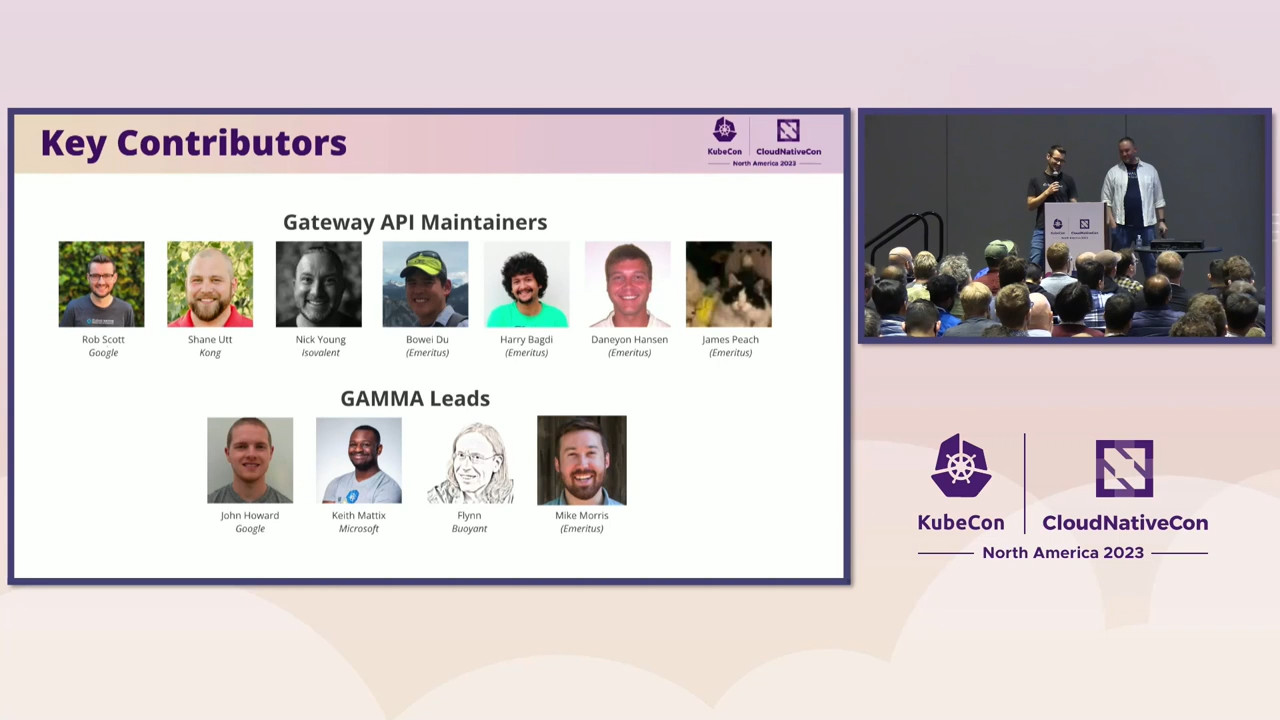 Key Contributors
KubeCon
CloudNativeCon
North America 2023
Gateway API Maintainers
Rob Scott
Google
Shane Utt
Kong
Nick Young
Isovalent
Bowei Du
(Emeritus)
Harry Bagdi
(Emeritus)
Daneyon Hansen
(Emeritus)
James Peach
(Emeritus)
GAMMA Leads
John Howard
Google
Keith Mattix
Microsoft
Flynn
Buoyant
Mike Morris
(Emeritus)
KubeCon
CloudNativeCon
North America 2023